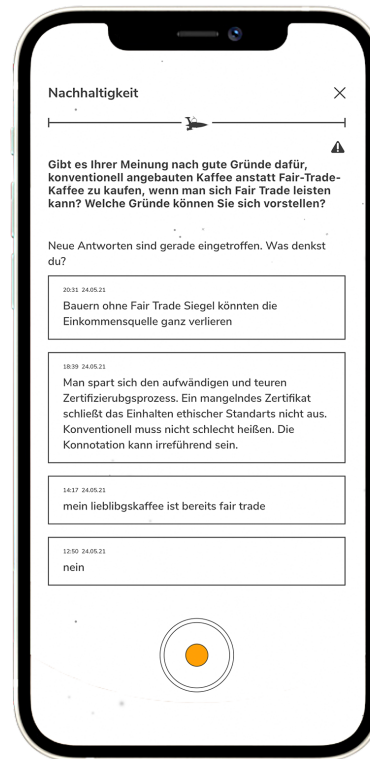 Nachhaltigkeit
Gibt es Ihrer Meinung nach gute Gründe dafür,
konventionell angebauten Kaffee anstatt Fair-Trade-
Kaffee zu kaufen, wenn man sich Fair Trade leisten
kann? Welche Gründe können Sie sich vorstellen?
Neue Antworten sind gerade eingetroffen. Was denkst
du?
20:31 24.05.21
Bauern ohne Fair Trade Siegel könnten die
Einkommensquelle ganz verlieren
18:39 24.05.21
Man spart sich den aufwändigen und teuren
Zertifizierubgsprozess. Ein mangelndes Zertifikat
schließt das Einhalten ethischer Standarts nicht aus.
Konventionell muss nicht schlecht heißen. Die
Konnotation kann irreführend sein.
14:17 24.05.21
mein lieblibgskaffee ist bereits fair trade
12:50 24.05.21
nein